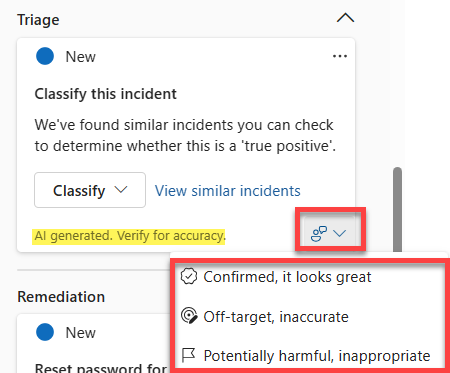 Triage
New
Classify this incident
We've found similar incidents you can check
to determine whether this is a 'true positive'.
Classify
View similar incidents
AI generated. Verify for accuracy.
Confirmed, it looks great
Remediation
Off-target, inaccurate
New
Potentially harmful, inappropriate
Reset password for